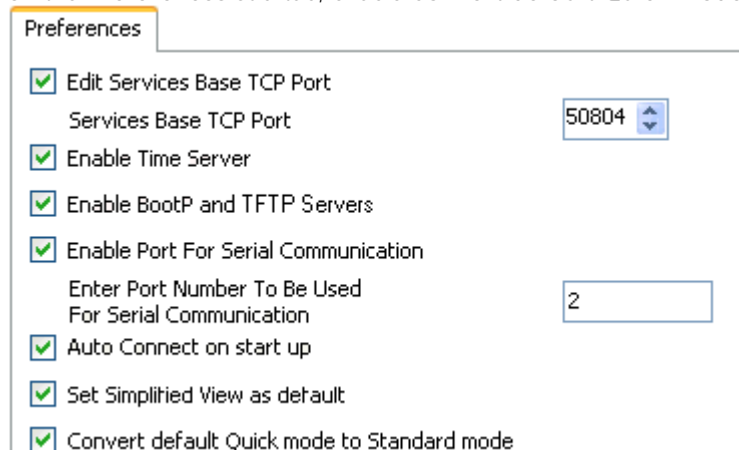 Preferences
Edit Services Base TCP Port
Services Base TCP Port 50804
Enable Time Server
Enable BootP and TFTP Servers
Enable Port For Serial Communication
Enter Port Number To Be Used
For Serial Communication 2
Auto Connect on start up
Set Simplified View as default
Convert default Quick mode to Standard mode